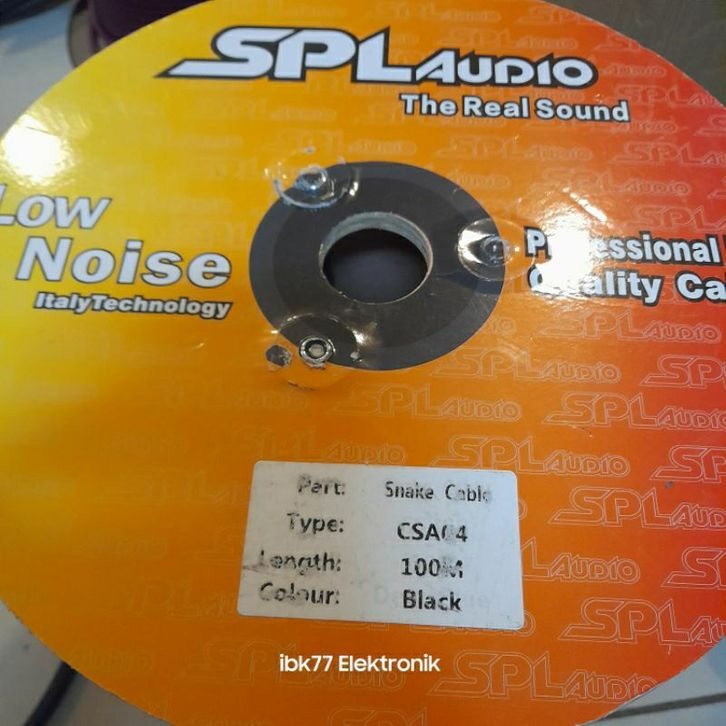 SPLAUDIO
The Real Sound
Low
Noise
ItalyTechnology
Professional
Quality Ca
Part: Snake Cable
Type: CSA04
Length: 100M
Colour: Black
ibk77 Elektronik